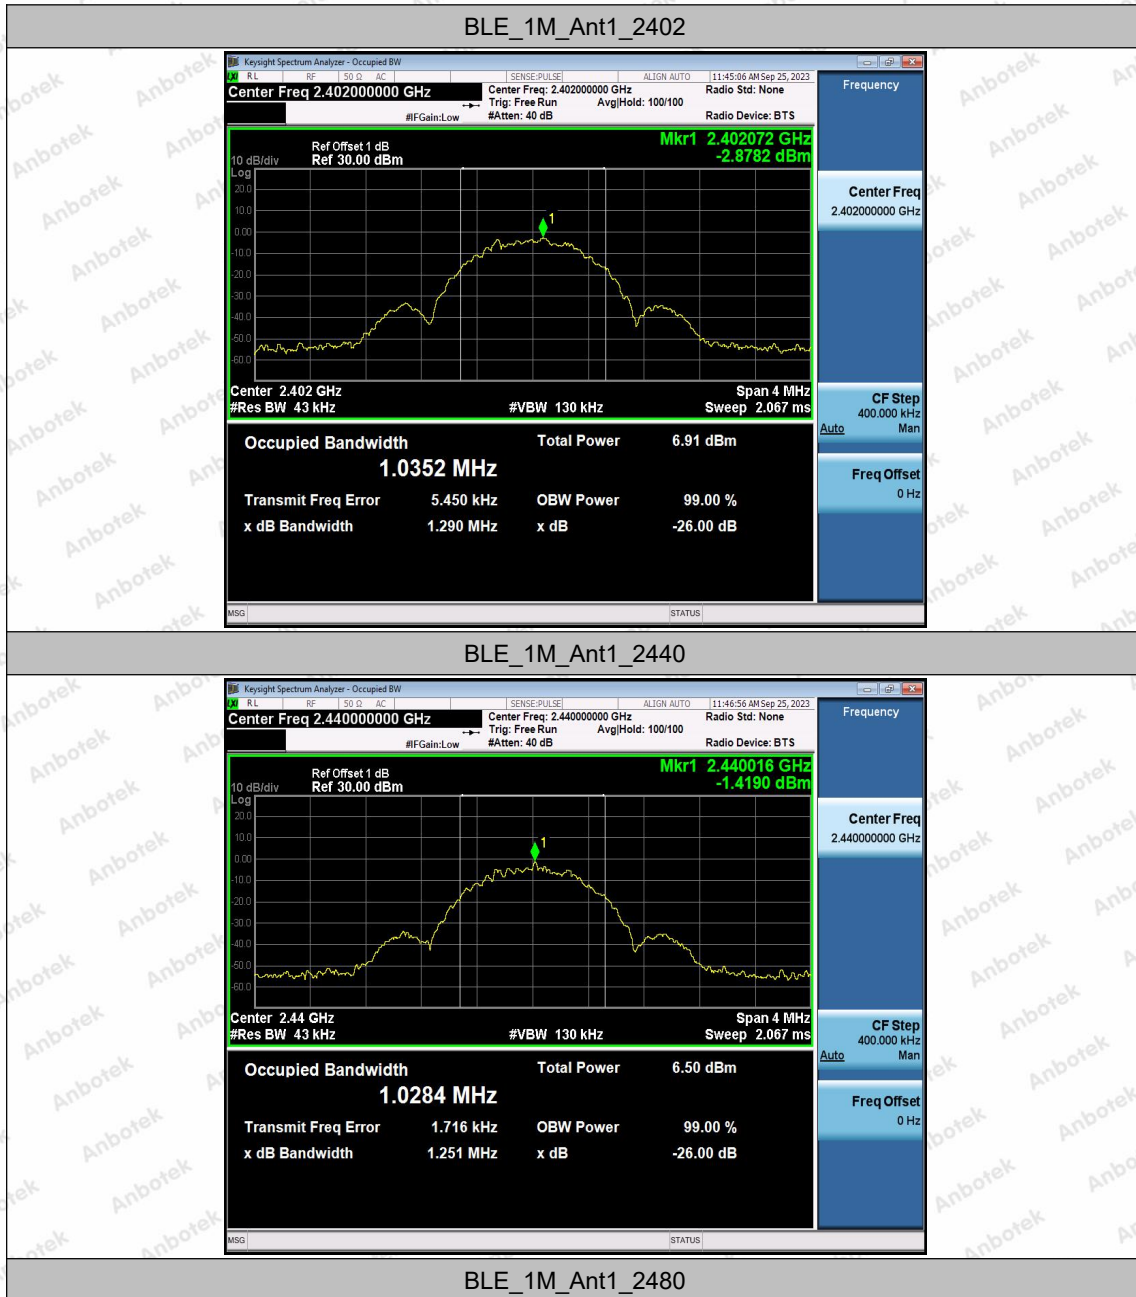 BLE_1M_Ant1_2402
Keysight Spectrum Analyzer - Occupied BW
RL RF 50 Ω AC SENSE:PULSE ALIGN AUTO 11:45:06 AM Sep 25, 2023
Center Freq 2.402000000 GHz
Center Freq: 2.402000000 GHz Radio Std: None
Trig: Free Run Avg|Hold: 100/100
#IFGain:Low #Atten: 40 dB Radio Device: BTS
Frequency
Mkr1 2.402072 GHz
-2.8782 dBm
Ref Offset 1 dB
10 dB/div Ref 30.00 dBm
Log
20.0
10.0
0.00
-10.0
-20.0
-30.0
-40.0
-50.0
-60.0
1
Center Freq
2.402000000 GHz
Center 2.402 GHz Span 4 MHz
#Res BW 43 kHz #VBW 130 kHz Sweep 2.067 ms
CF Step
400.000 kHz
Auto Man
Occupied Bandwidth Total Power 6.91 dBm
1.0352 MHz
Transmit Freq Error 5.450 kHz OBW Power 99.00 %
x dB Bandwidth 1.290 MHz x dB -26.00 dB
Freq Offset
0 Hz
MSG STATUS
BLE_1M_Ant1_2440
Keysight Spectrum Analyzer - Occupied BW
RL RF 50 Ω AC SENSE:PULSE ALIGN AUTO 11:46:56 AM Sep 25, 2023
Center Freq 2.440000000 GHz
Center Freq: 2.440000000 GHz Radio Std: None
Trig: Free Run Avg|Hold: 100/100
#IFGain:Low #Atten: 40 dB Radio Device: BTS
Frequency
Mkr1 2.440016 GHz
-1.4190 dBm
Ref Offset 1 dB
10 dB/div Ref 30.00 dBm
Log
20.0
10.0
0.00
-10.0
-20.0
-30.0
-40.0
-50.0
-60.0
1
Center Freq
2.440000000 GHz
Center 2.44 GHz Span 4 MHz
#Res BW 43 kHz #VBW 130 kHz Sweep 2.067 ms
CF Step
400.000 kHz
Auto Man
Occupied Bandwidth Total Power 6.50 dBm
1.0284 MHz
Transmit Freq Error 1.716 kHz OBW Power 99.00 %
x dB Bandwidth 1.251 MHz x dB -26.00 dB
Freq Offset
0 Hz
MSG STATUS
BLE_1M_Ant1_2480
Anbotek